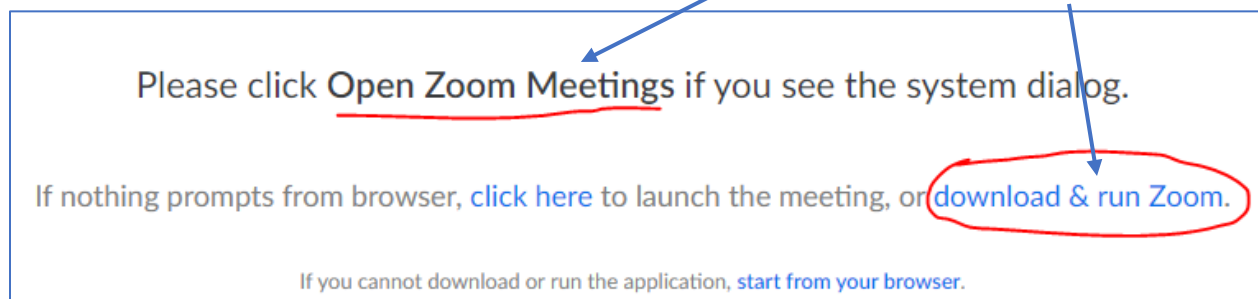 Please click Open Zoom Meetings if you see the system dialog.
If nothing prompts from browser, click here to launch the meeting, or download & run Zoom.
If you cannot download or run the application, start from your browser.